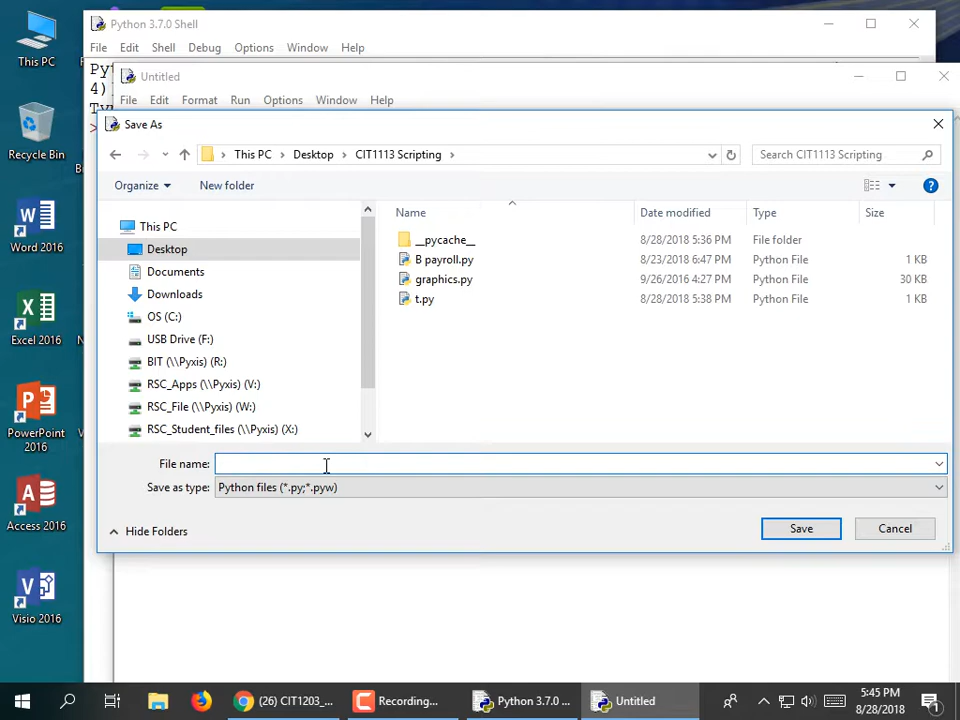 This PC
Recycle Bin
Word 2016
Excel 2016
PowerPoint
2016
Access 2016
Visio 2016
Python 3.7.0 Shell
File Edit Shell Debug Options Window Help
4)
Untitled
File Edit Format Run Options Window Help
Save As
This PC > Desktop > CIT1113 Scripting >
Search CIT1113 Scripting
Organize
New folder
Name Date modified Type Size
__pycache__ 8/28/2018 5:36 PM File folder
B payroll.py 8/23/2018 6:47 PM Python File 1 KB
graphics.py 9/26/2016 4:27 PM Python File 30 KB
t.py 8/28/2018 5:38 PM Python File 1 KB
This PC
Desktop
Documents
Downloads
OS (C:)
USB Drive (F:)
BIT (\\Pyxis) (R:)
RSC_Apps (\\Pyxis) (V:)
RSC_File (\\Pyxis) (W:)
RSC_Student_files (\\Pyxis) (X:)
File name:
Save as type: Python files (*.py;*.pyw)
Hide Folders
Save Cancel
(26) CIT1203_...
Recording...
Python 3.7.0 ...
Untitled
5:45 PM
8/28/2018
1